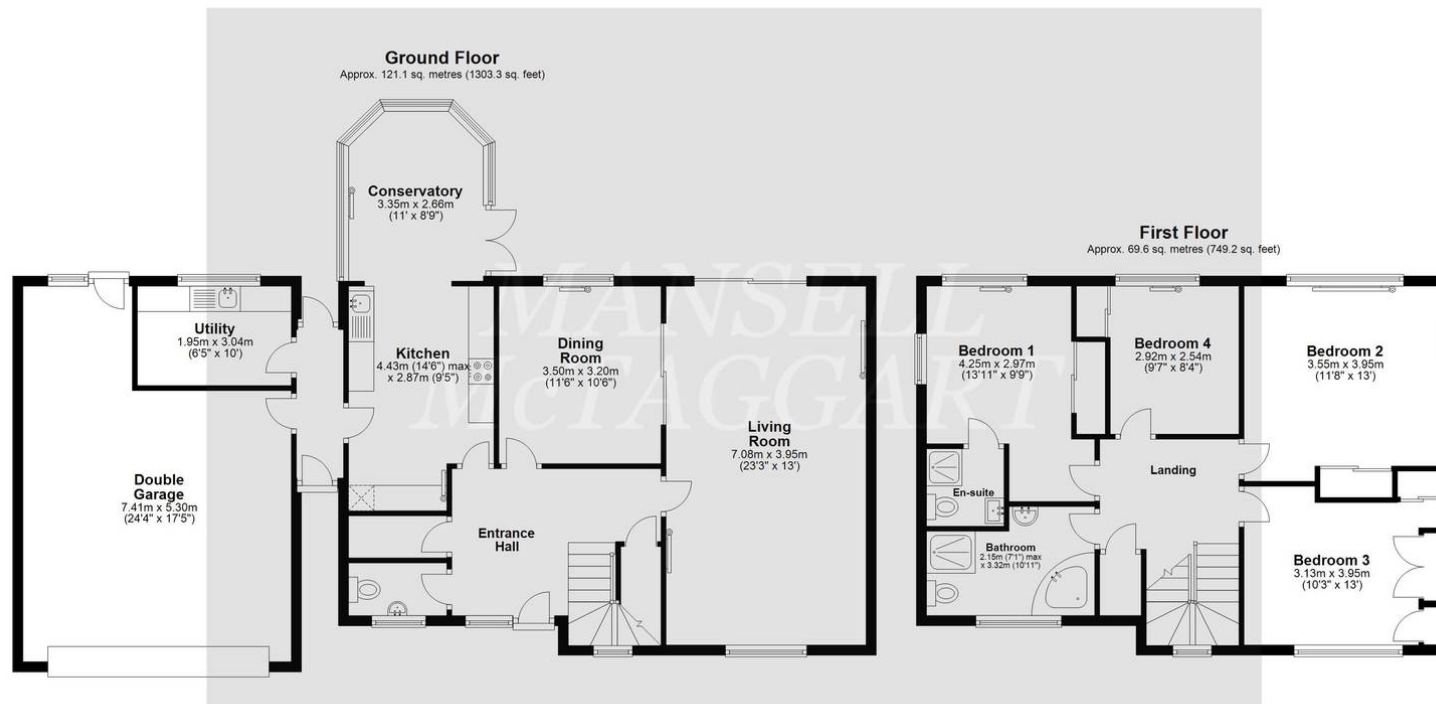 Ground Floor
Approx. 121.1 sq. metres (1303.3 sq. feet)
Conservatory
3.35m x 2.66m
(11' x 8'9")
Utility
1.95m x 3.04m
(6'5" x 10')
Kitchen
4.43m (14'6") max
x 2.87m (9'5")
Dining
Room
3.50m x 3.20m
(11'6" x 10'6")
Living
Room
7.08m x 3.95m
(23'3" x 13')
Double
Garage
7.41m x 5.30m
(24'4" x 17'5")
Entrance
Hall
First Floor
Approx. 69.6 sq. metres (749.2 sq. feet)
Bedroom 1
4.25m x 2.97m
(13'11" x 9'9")
Bedroom 4
2.92m x 2.54m
(9'7" x 8'4")
Bedroom 2
3.55m x 3.95m
(11'8" x 13')
Landing
En-suite
Bathroom
2.15m (7'1") max
x 3.32m (10'11")
Bedroom 3
3.13m x 3.95m
(10'3" x 13')
MANSELL
McTAGGART